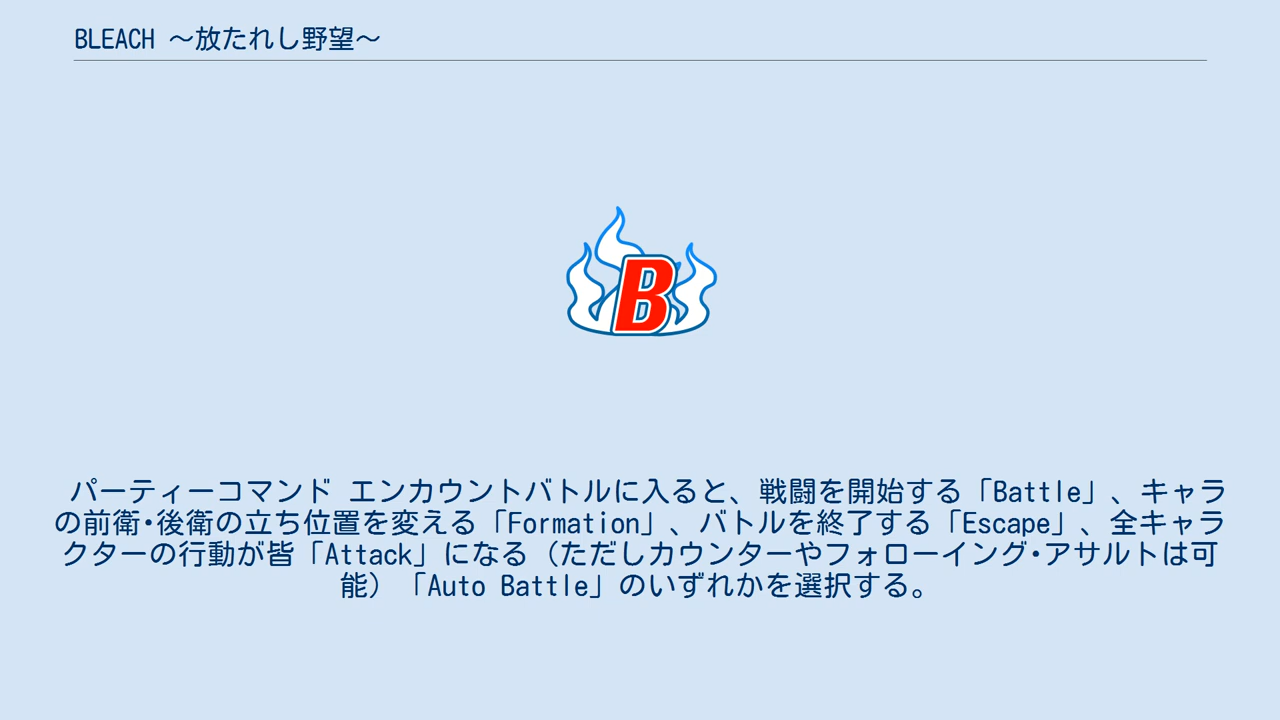 BLEACH 〜放たれし野望〜
B
パーティーコマンド エンカウントバトルに入ると、戦闘を開始する「Battle」、キャラ
の前衛･後衛の立ち位置を変える「Formation」、バトルを終了する「Escape」、全キャラ
クターの行動が皆「Attack」になる（ただしカウンターやフォローイング･アサルトは可
能）「Auto Battle」のいずれかを選択する。